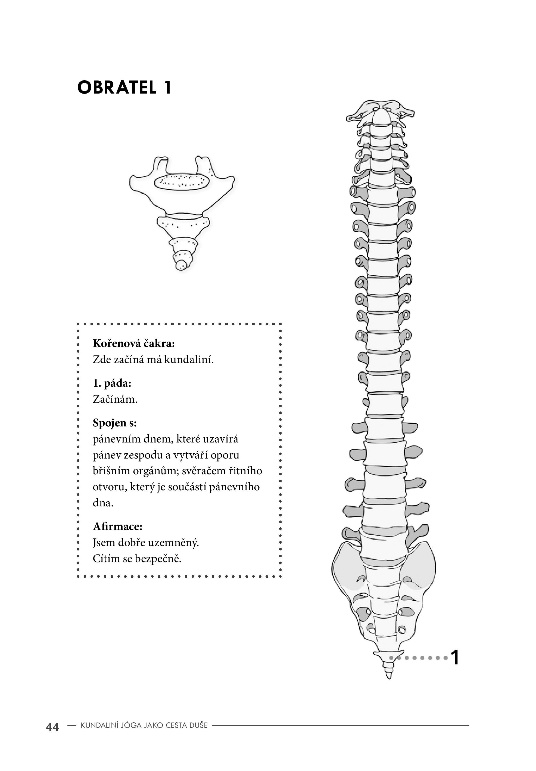 OBRATEL 1
Kořenová čakra:
Zde začíná má kundaliní.
1. páda:
Začínám.
Spojen s:
pánevním dnem, které uzavírá
pánev zespodu a vytváří oporu
břišním orgánům; svěračem řitního
otvoru, který je součástí pánevního
dna.
Afirmace:
Jsem dobře uzemněný.
Cítím se bezpečně.
1
44 KUNDALINÍ JÓGA JAKO CESTA DUŠE